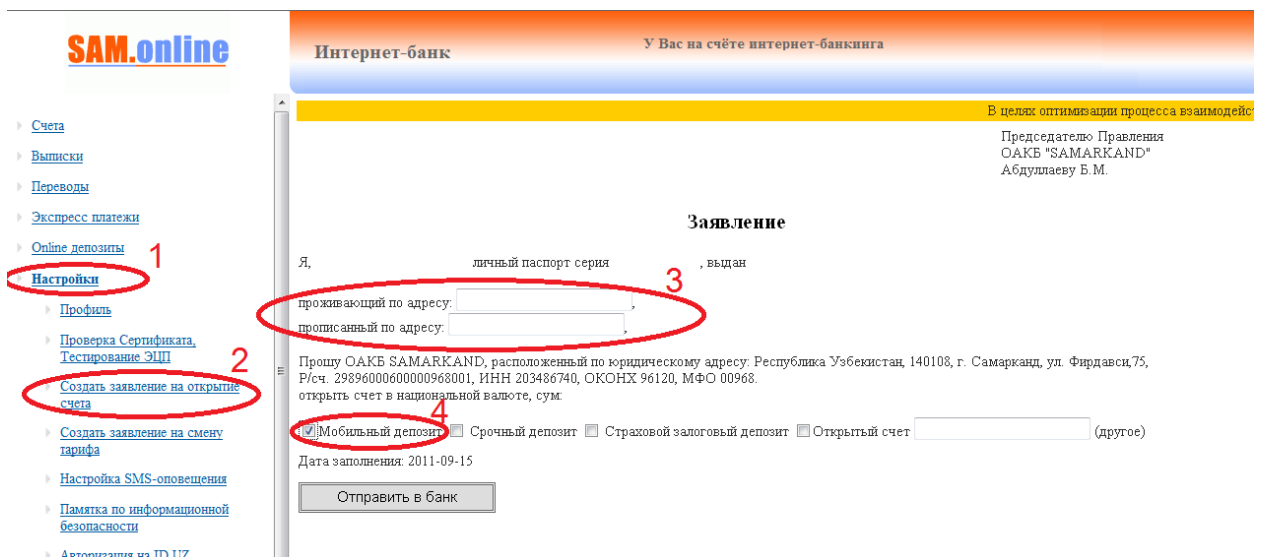 SAM.online
Интернет-банк
У Вас на счёте интернет-банкинга
Счета
Выписки
Переводы
Экспресс платежи
Online депозиты
1
Настройки
Профиль
Проверка Сертификата,
Тестирование ЭЦП
2
Создать заявление на открытие
счета
Создать заявление на смену
тарифа
Настройка SMS-оповещения
Памятка по информационной
безопасности
Авторизация на ID.UZ
В целях оптимизации процесса взаимодейс
Председателю Правления
ОАКБ "SAMARKAND"
Абдуллаеву Б.М.
Заявление
Я, личный паспорт серия , выдан
3
проживающий по адресу: ,
прописанный по адресу: ,
Прошу ОАКБ SAMARKAND, расположенный по юридическому адресу: Республика Узбекистан, 140108, г. Самарканд, ул. Фирдавси,75,
Р/сч. 29896000600000968001, ИНН 203486740, ОКОНХ 96120, МФО 00968.
открыть счет в национальной валюте, сум:
4
Мобильный депозит Срочный депозит Страховой залоговый депозит Открытый счет (другое)
Дата заполнения: 2011-09-15
Отправить в банк